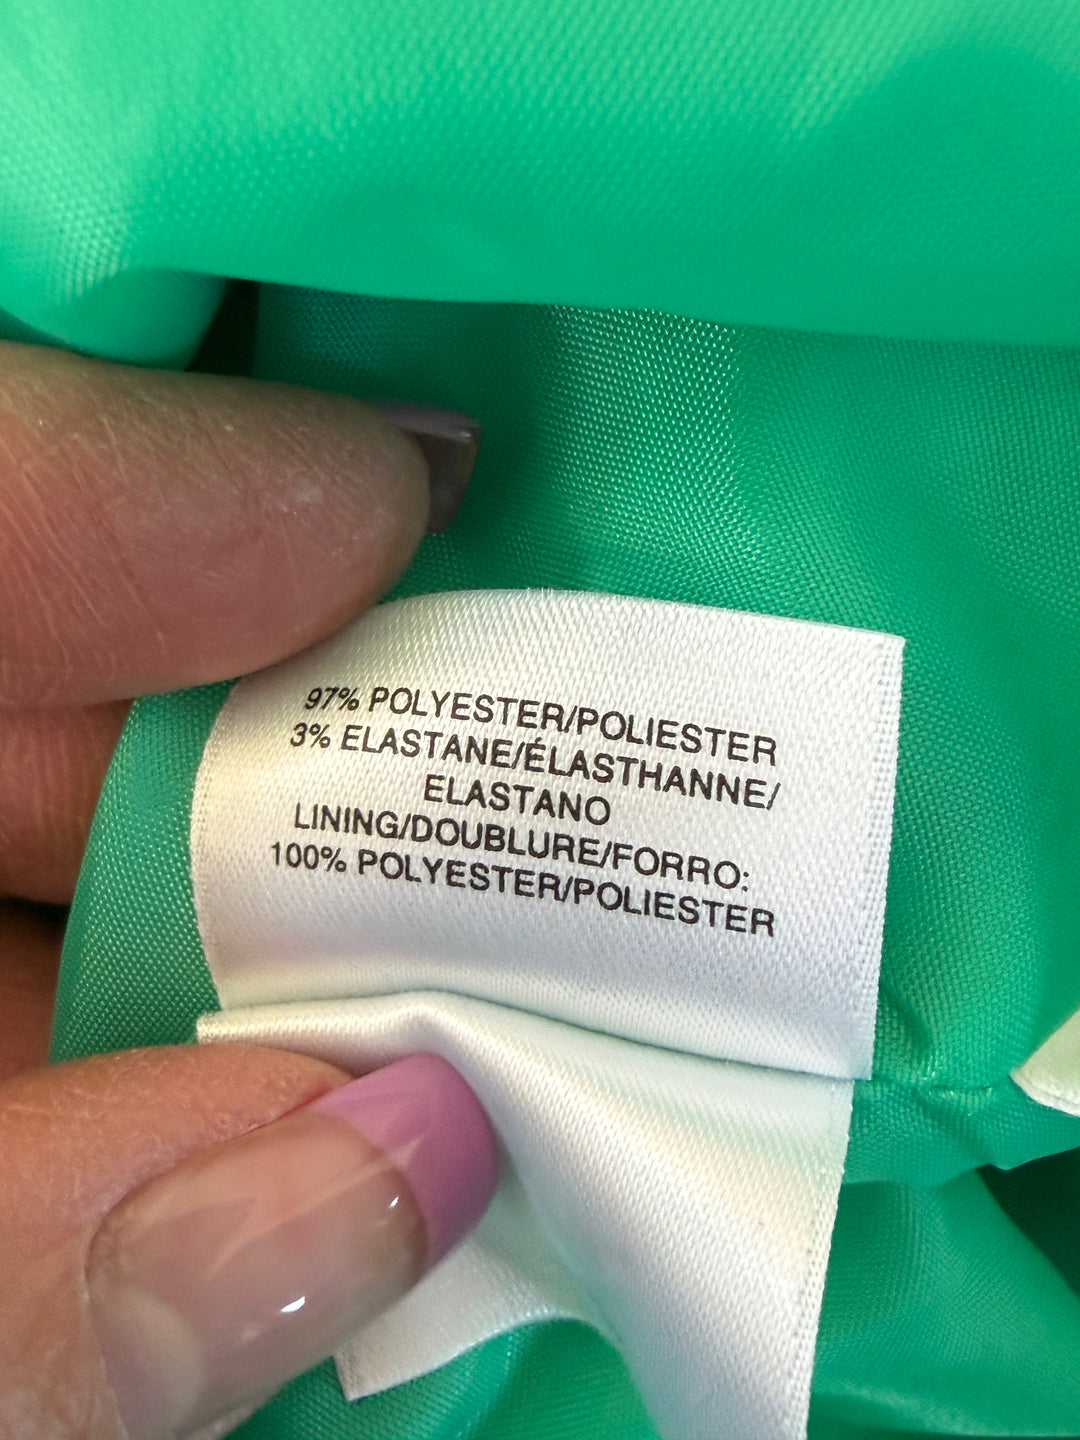 97% POLYESTER/POLIESTER
3% ELASTANE/ÉLASTHANNE/
ELASTANO
LINING/DOUBLURE/FORRO:
100% POLYESTER/POLIESTER